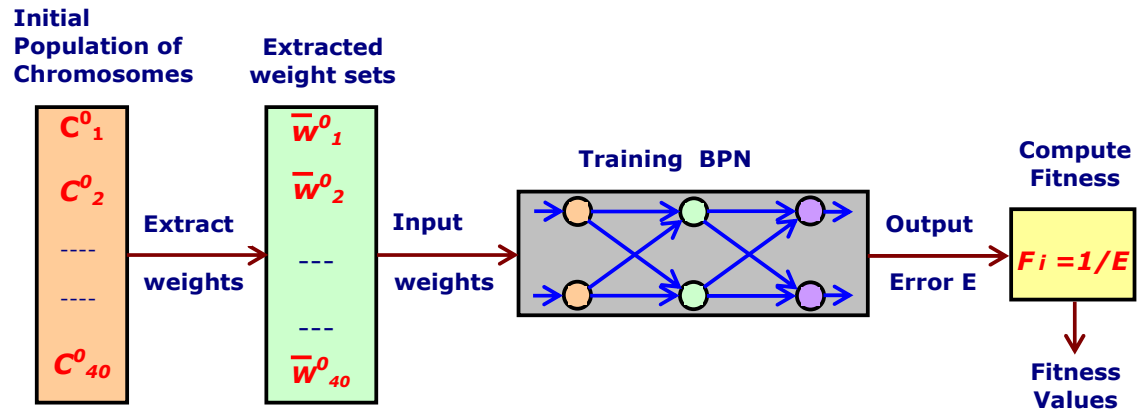 Initial
Population of
Chromosomes
Extracted
weight sets
C⁰₁
C⁰₂
----
----
C⁰₄₀
Extract
weights
w̅⁰₁
w̅⁰₂
---
---
w̅⁰₄₀
Input
weights
Training BPN
Output
Error E
Compute
Fitness
F i =1/E
Fitness
Values